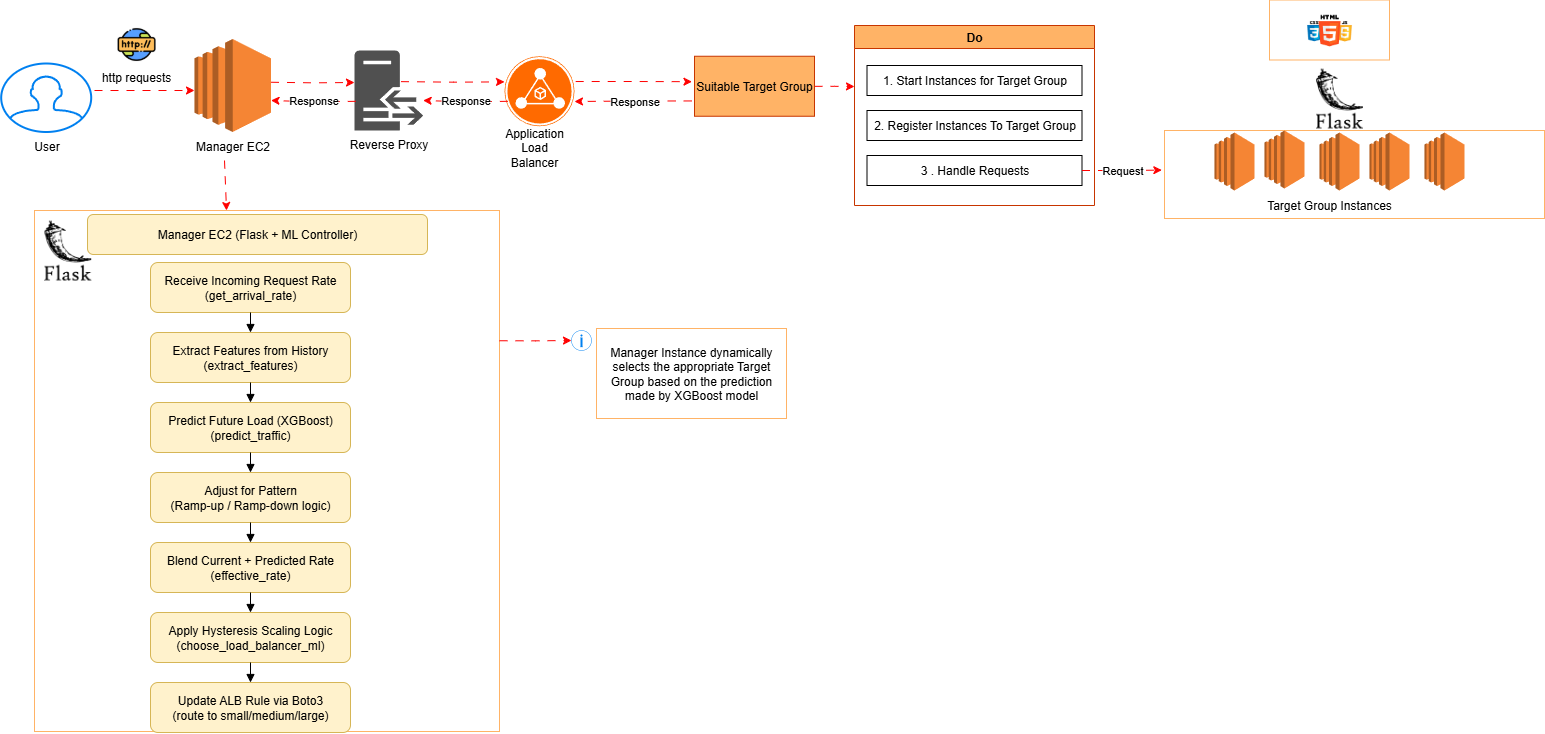 http://
http requests
User
Manager EC2
Response
Reverse Proxy
Response
Application
Load
Balancer
Response
Suitable Target Group
Do
1. Start Instances for Target Group
2. Register Instances To Target Group
3 . Handle Requests
Request
CSS HTML JS
3 5 S
Flask
Target Group Instances
Flask
Manager EC2 (Flask + ML Controller)
Receive Incoming Request Rate
(get_arrival_rate)
Extract Features from History
(extract_features)
Predict Future Load (XGBoost)
(predict_traffic)
Adjust for Pattern
(Ramp-up / Ramp-down logic)
Blend Current + Predicted Rate
(effective_rate)
Apply Hysteresis Scaling Logic
(choose_load_balancer_ml)
Update ALB Rule via Boto3
(route to small/medium/large)
i
Manager Instance dynamically
selects the appropriate Target
Group based on the prediction
made by XGBoost model